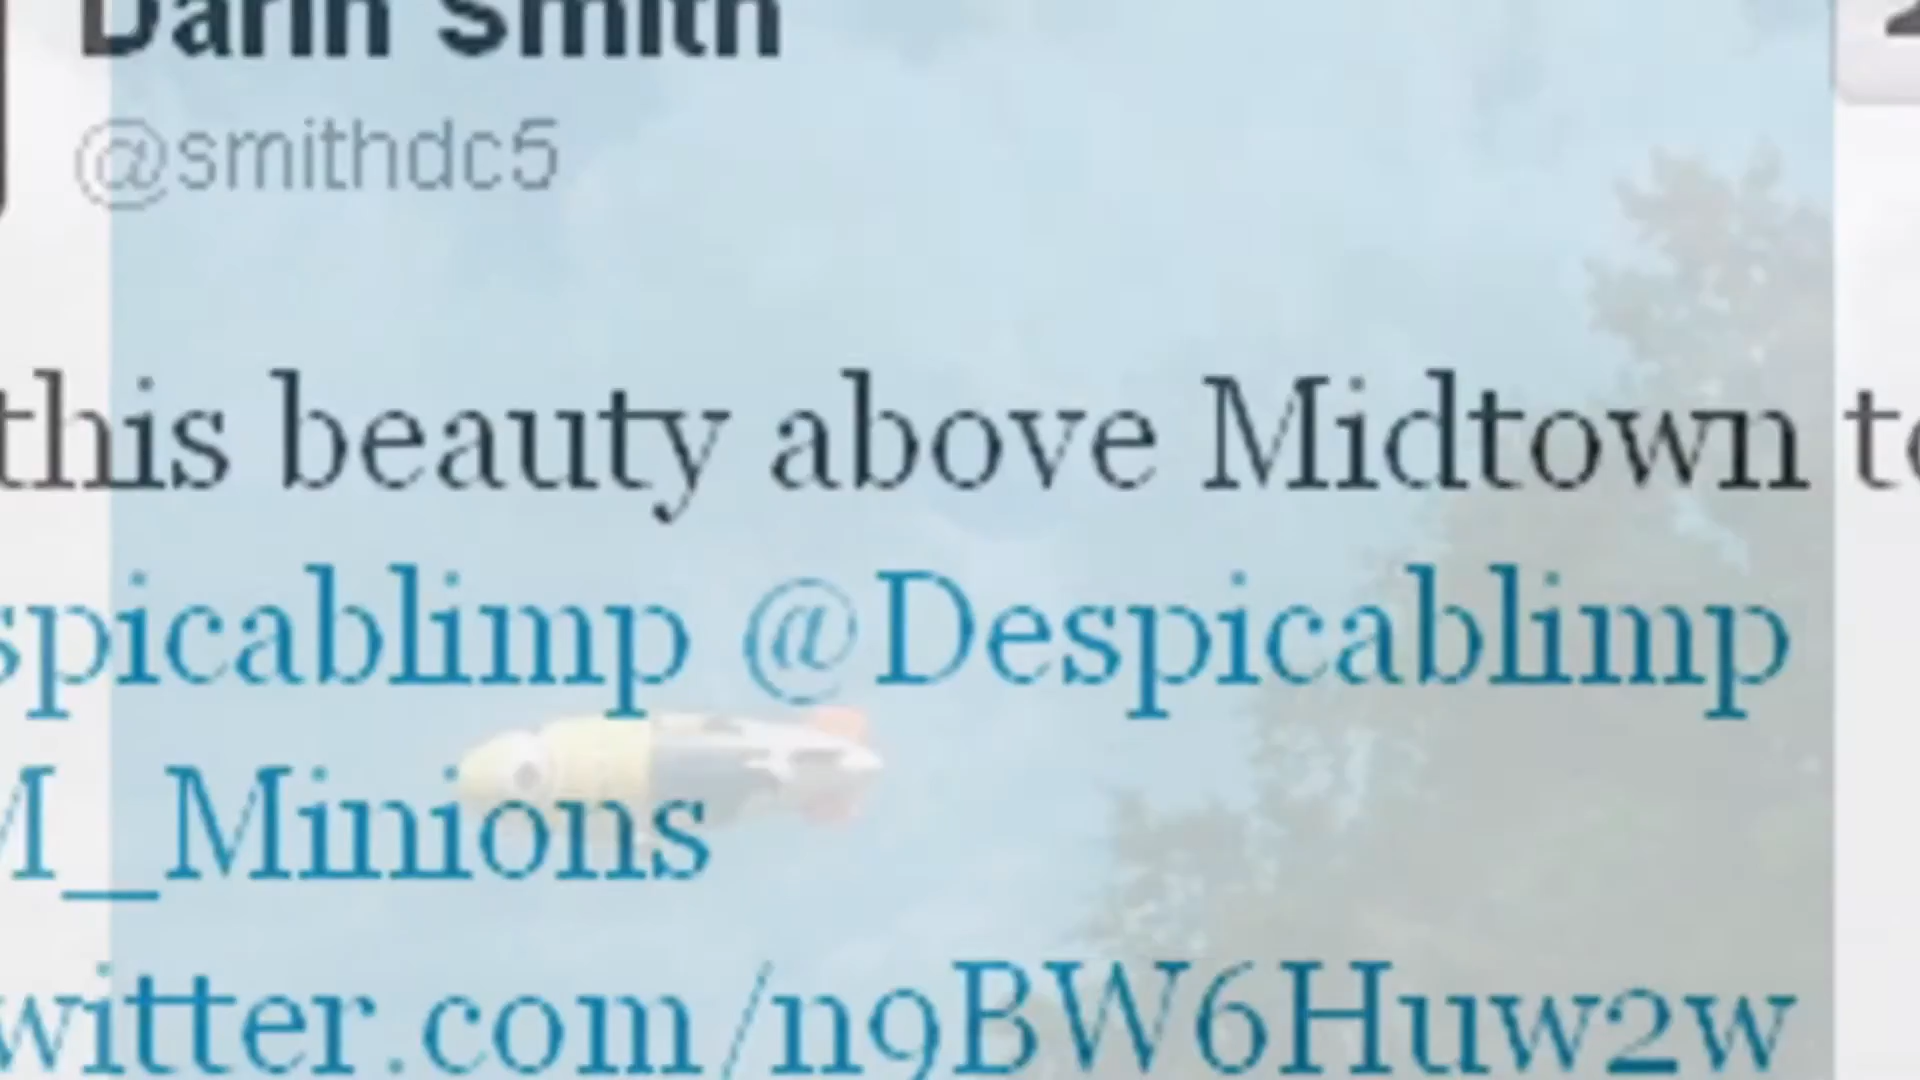 Darin Smith
@smithdc5
this beauty above Midtown
spicablimp @Despicablimp
M_Minions
witter.com/n9BW6Huw2w